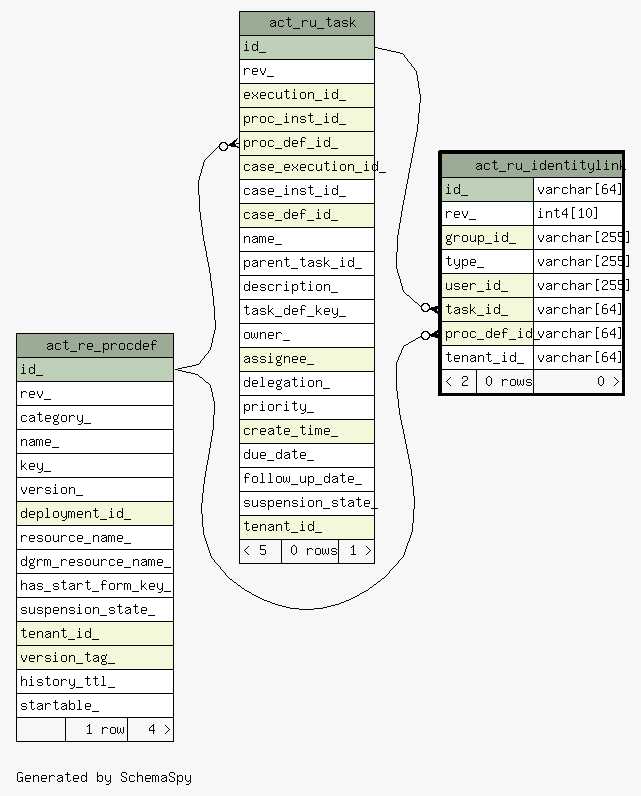 act_ru_task
id_
rev_
execution_id_
proc_inst_id_
proc_def_id_
case_execution_id_
case_inst_id_
case_def_id_
name_
parent_task_id_
description_
task_def_key_
owner_
assignee_
delegation_
priority_
create_time_
due_date_
follow_up_date_
suspension_state_
tenant_id_
< 5 0 rows 1 >
act_ru_identitylink
id_ varchar[64]
rev_ int4[10]
group_id_ varchar[255]
type_ varchar[255]
user_id_ varchar[255]
task_id_ varchar[64]
proc_def_id_ varchar[64]
tenant_id_ varchar[64]
< 2 0 rows 0 >
act_re_procdef
id_
rev_
category_
name_
key_
version_
deployment_id_
resource_name_
dgrm_resource_name_
has_start_form_key_
suspension_state_
tenant_id_
version_tag_
history_ttl_
startable_
1 row 4 >
Generated by SchemaSpy